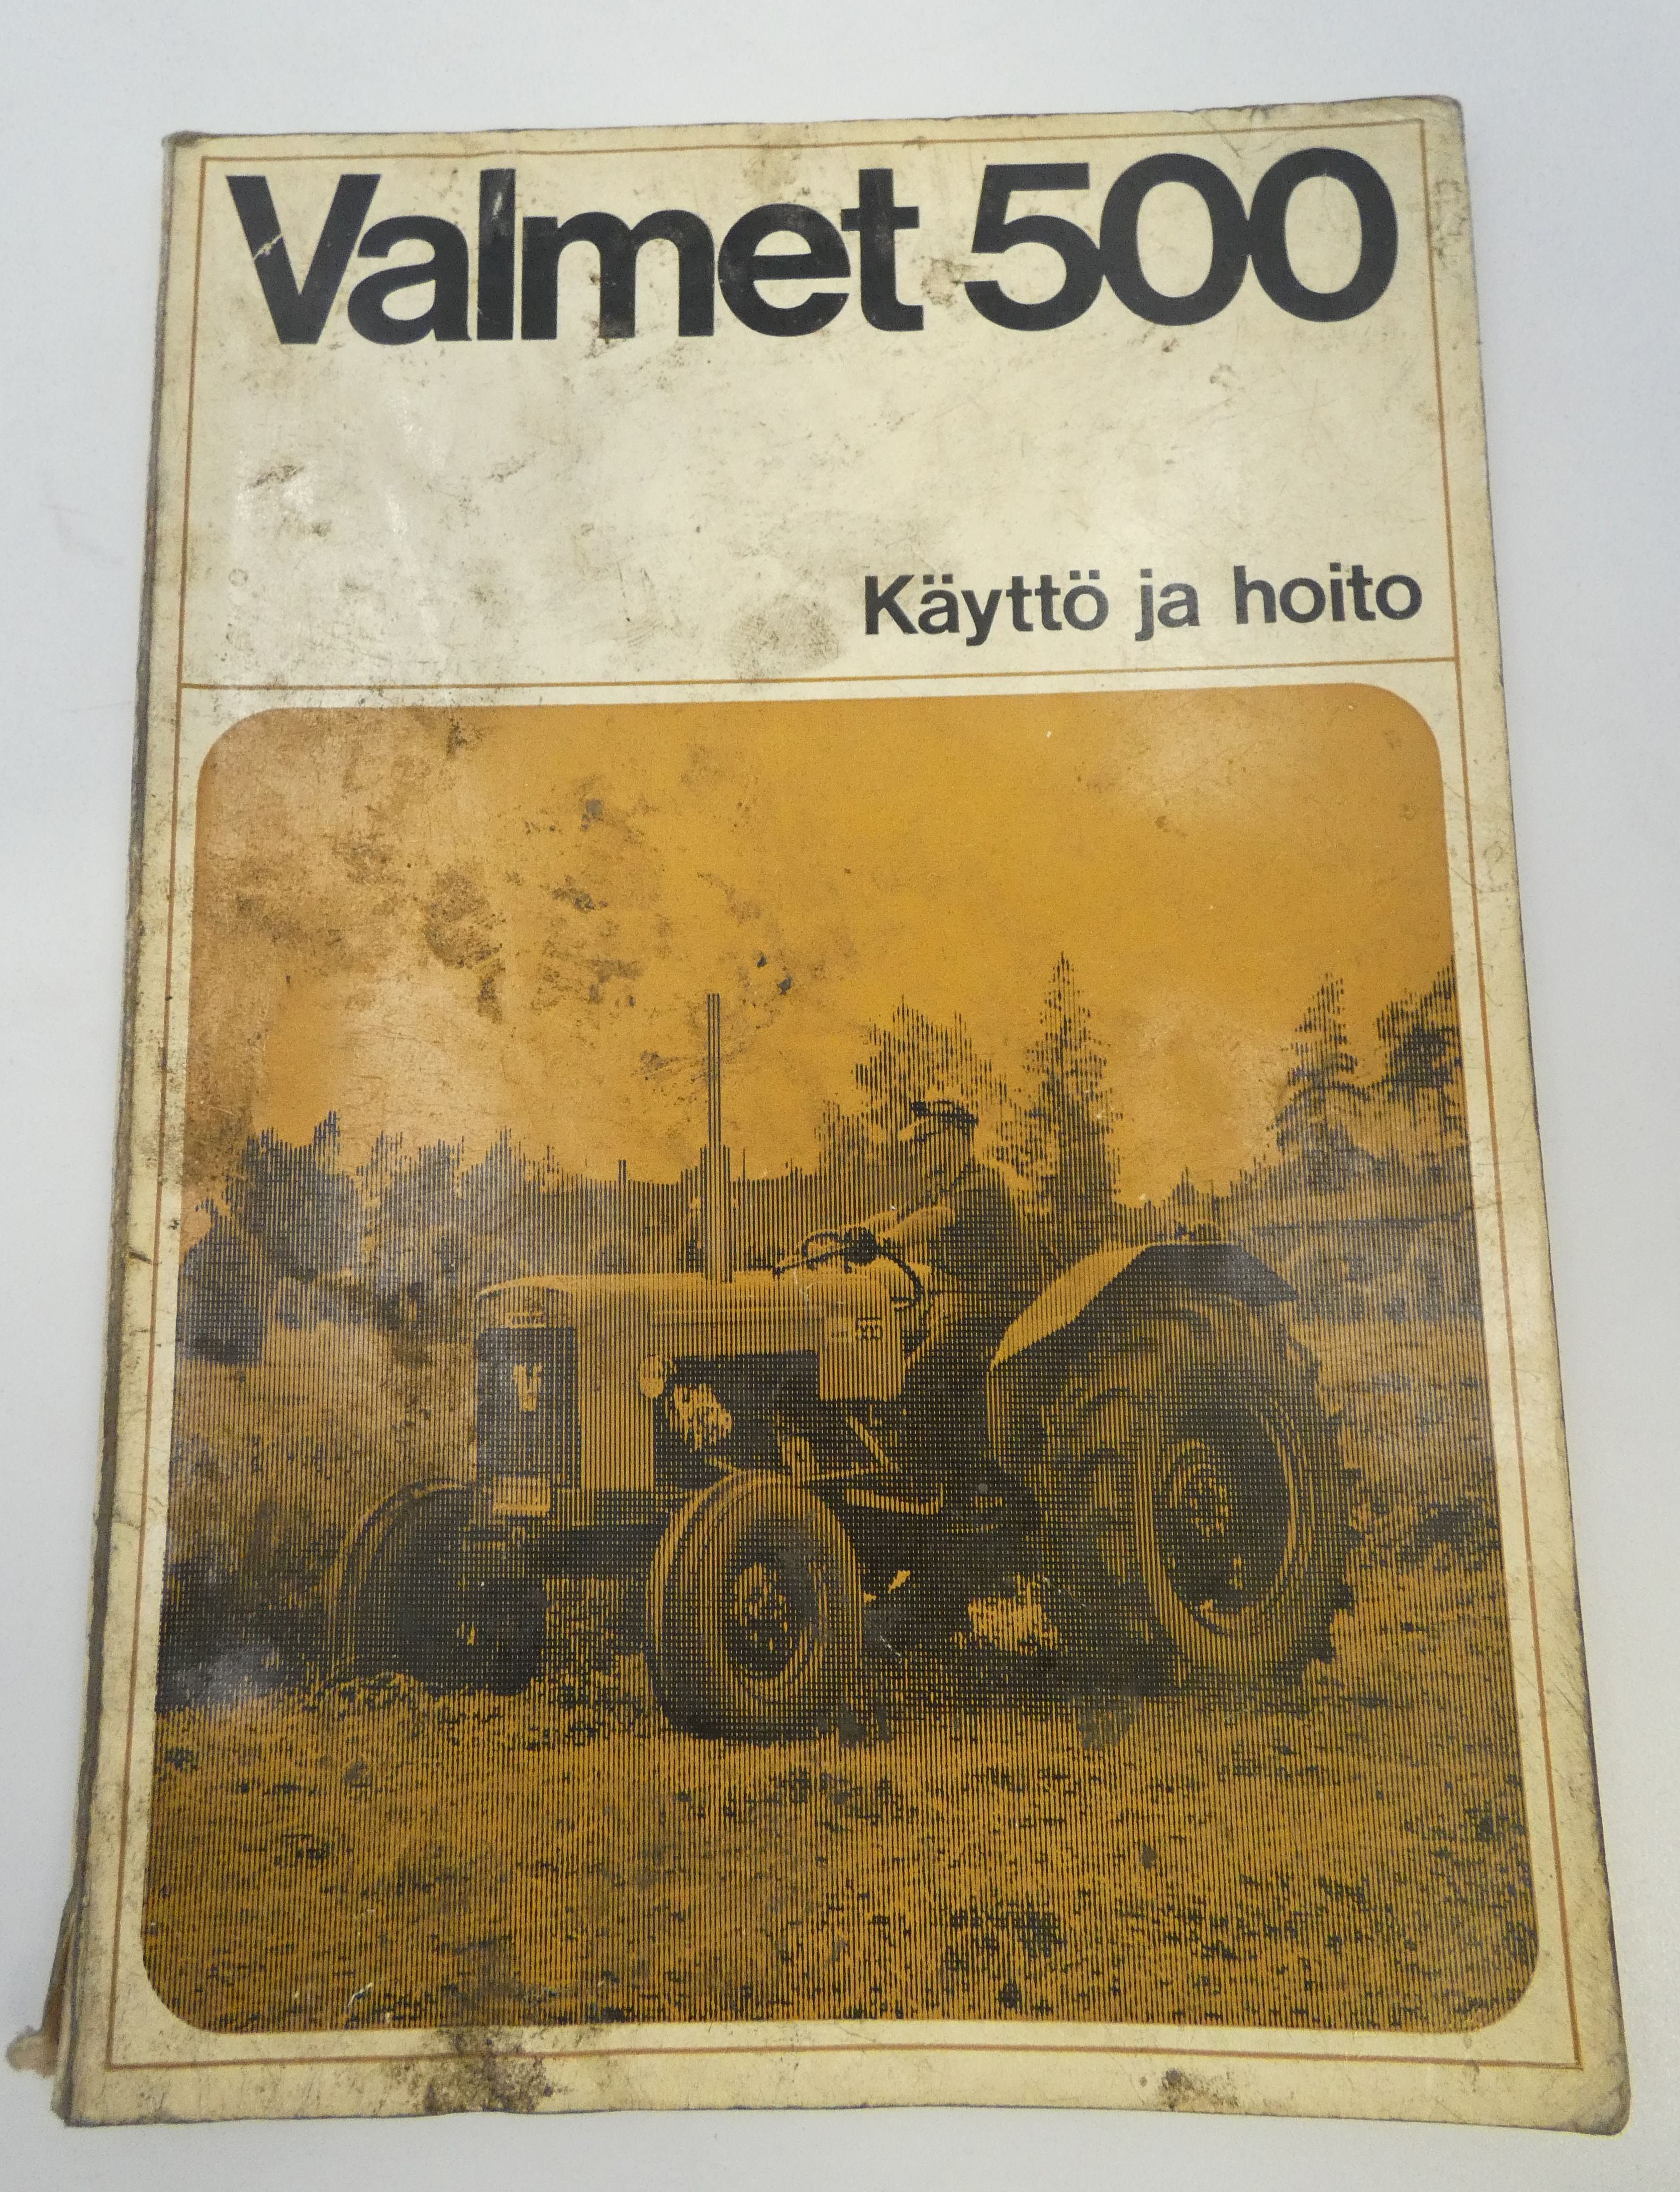 Valmet 500
Käyttö ja hoito